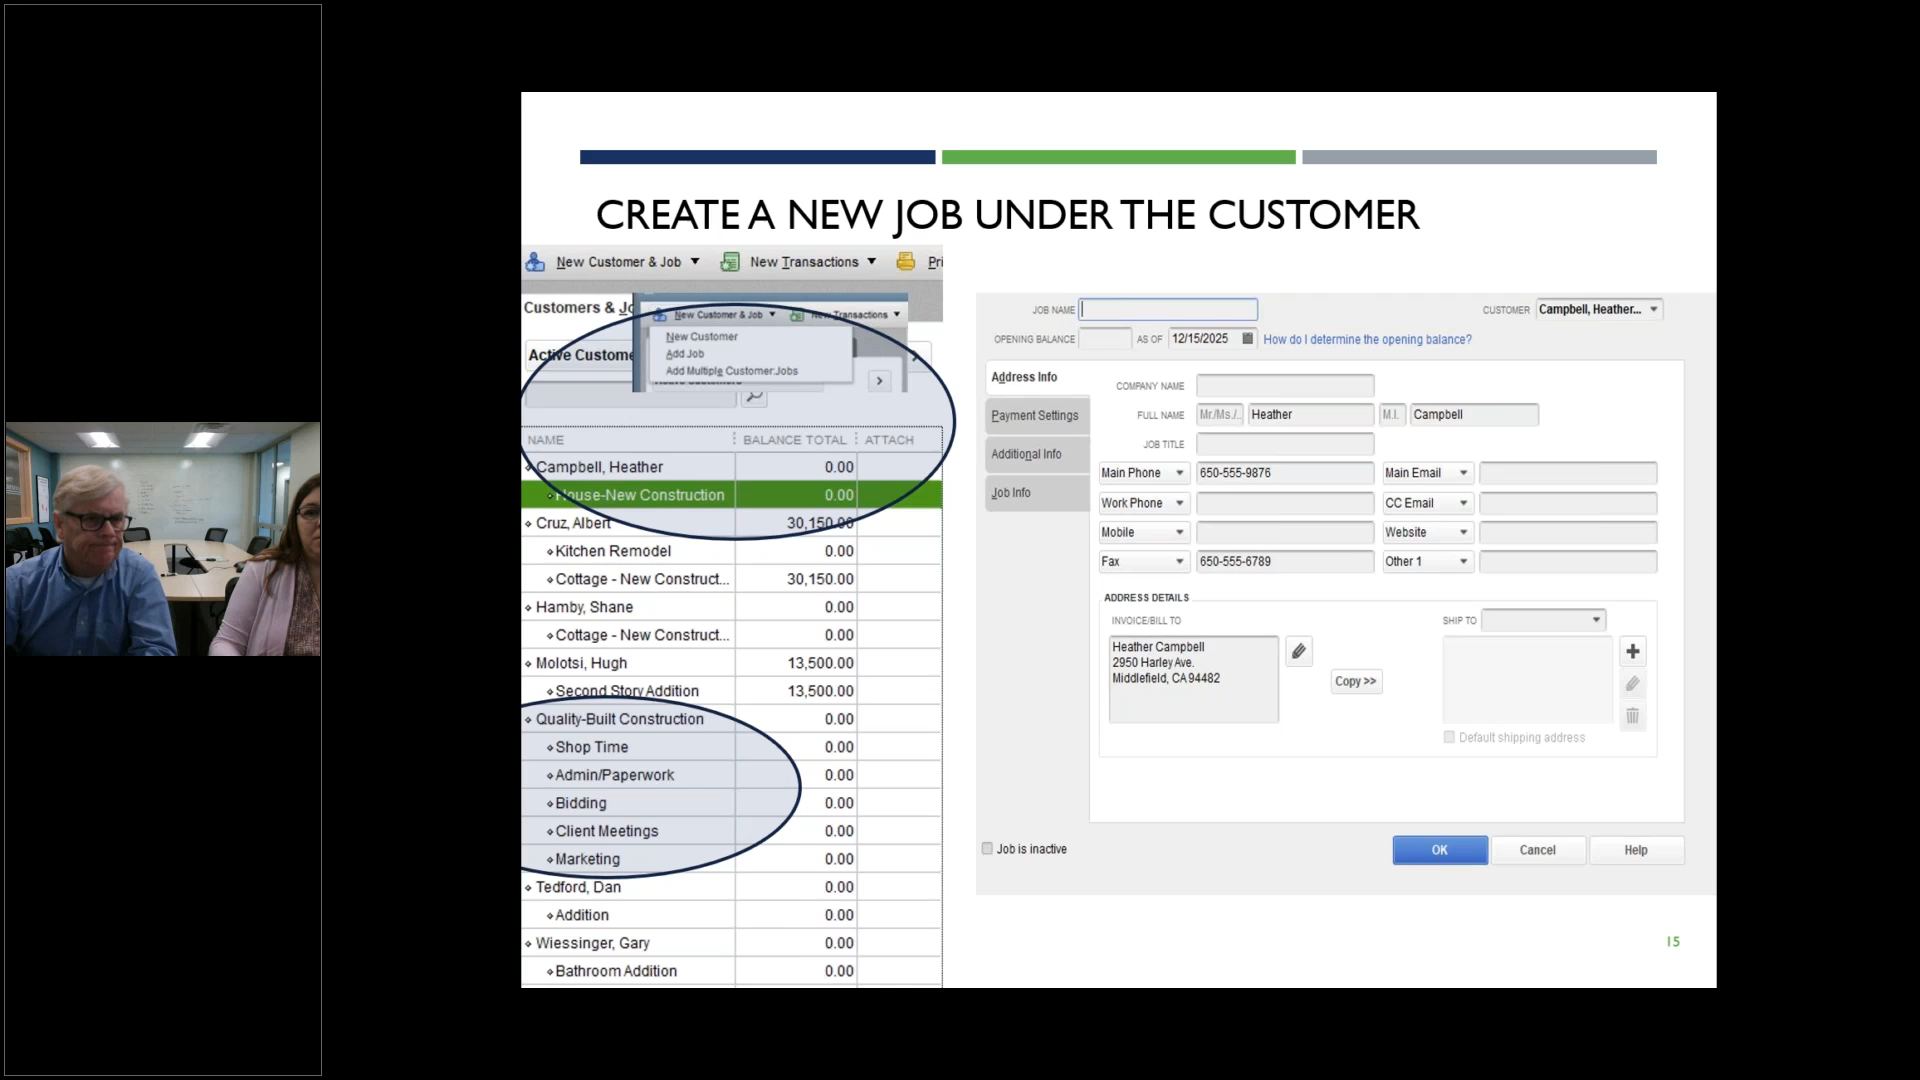 CREATE A NEW JOB UNDER THE CUSTOMER
New Customer & Job
New Transactions
Customers &
New Customer & Job
New Transactions
New Customer
Add Job
Add Multiple Customer:Jobs
Active Customers
NAME BALANCE TOTAL ATTACH
Campbell, Heather 0.00
House-New Construction 0.00
Cruz, Albert 30,150.00
Kitchen Remodel 0.00
Cottage - New Construct... 30,150.00
Hamby, Shane 0.00
Cottage - New Construct... 0.00
Molotsi, Hugh 13,500.00
Second Story Addition 13,500.00
Quality-Built Construction 0.00
Shop Time 0.00
Admin/Paperwork 0.00
Bidding 0.00
Client Meetings 0.00
Marketing 0.00
Tedford, Dan 0.00
Addition 0.00
Wiessinger, Gary 0.00
Bathroom Addition 0.00
JOB NAME
CUSTOMER Campbell, Heather...
OPENING BALANCE AS OF 12/15/2025 How do I determine the opening balance?
Address Info
Payment Settings
Additional Info
Job Info
COMPANY NAME
FULL NAME Mr./Ms./.. Heather M.I. Campbell
JOB TITLE
Main Phone 650-555-9876 Main Email
Work Phone CC Email
Mobile Website
Fax 650-555-6789 Other 1
ADDRESS DETAILS
INVOICE/BILL TO
SHIP TO
Heather Campbell
2950 Harley Ave.
Middlefield, CA 94482
Copy >>
Default shipping address
Job is inactive
OK Cancel Help
15